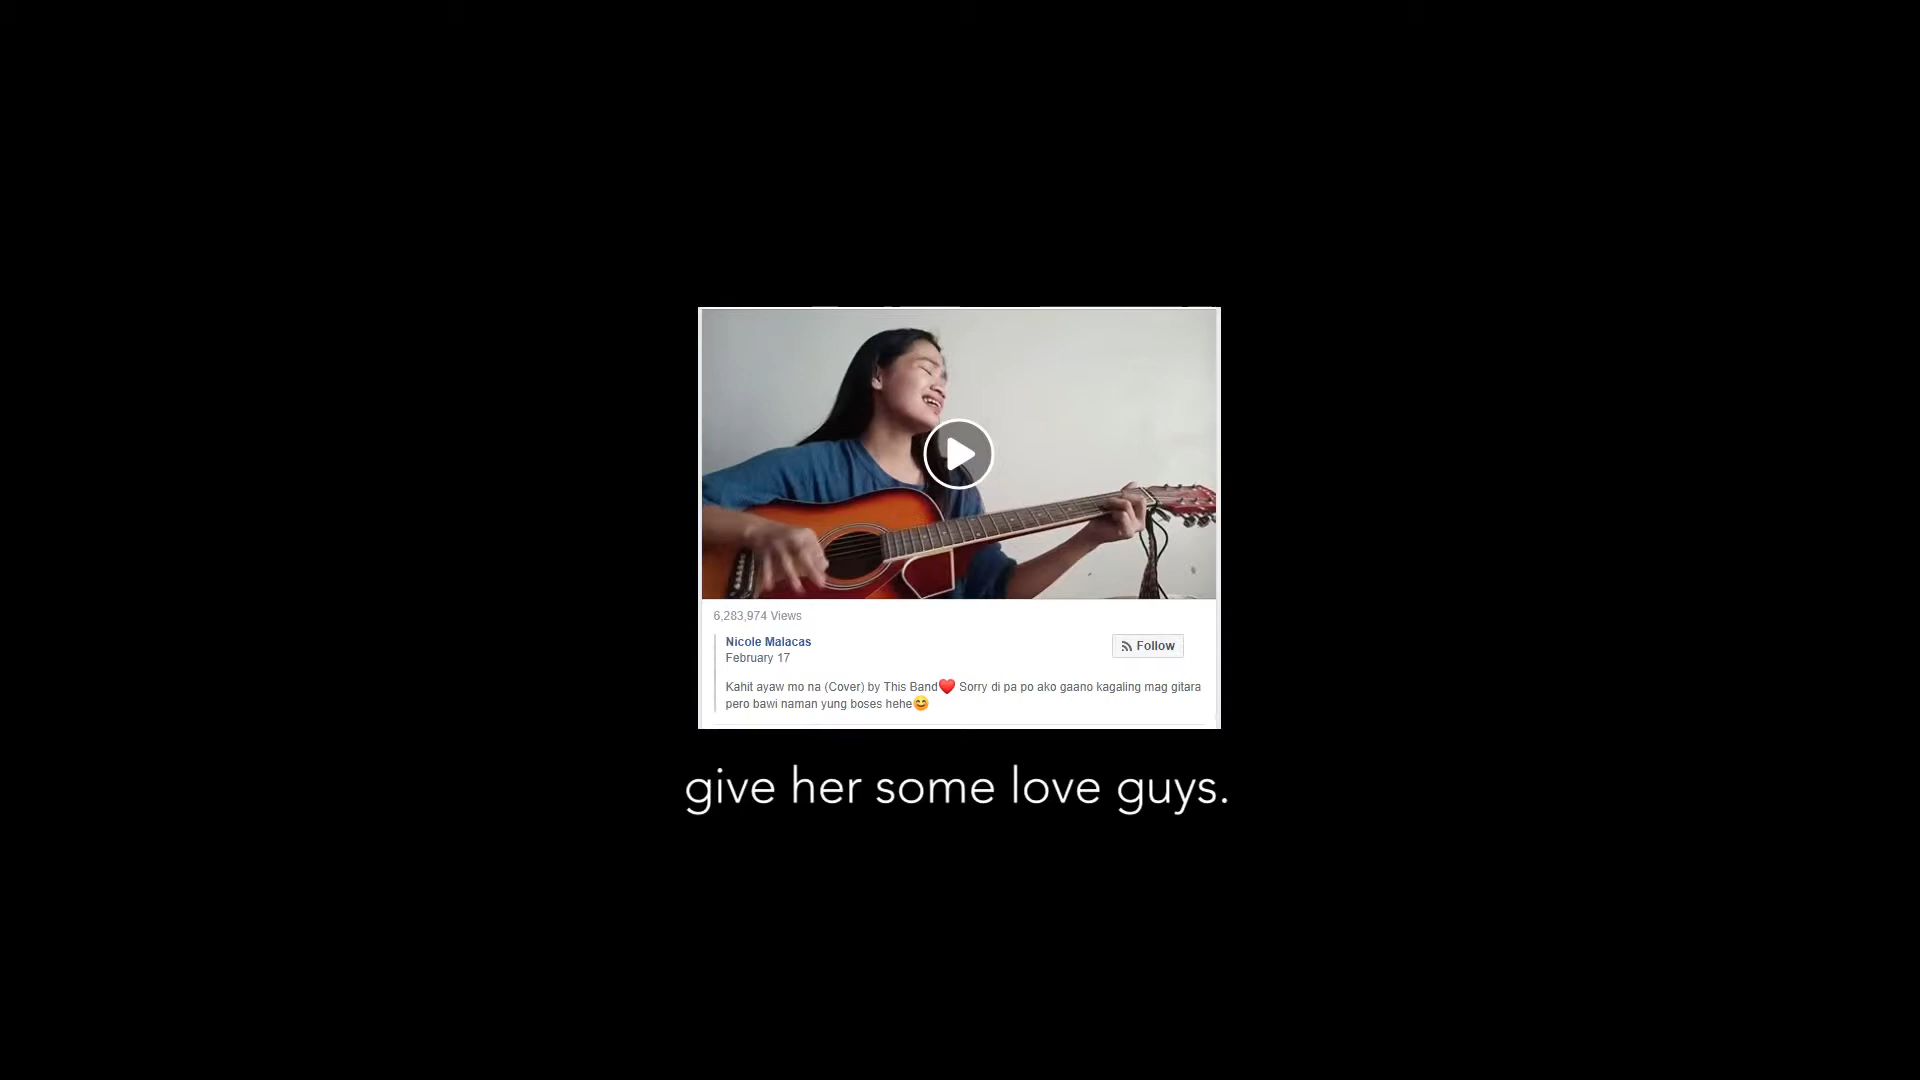 6,283,974 Views
Nicole Malacas
Follow
February 17
Kahit ayaw mo na (Cover) by This Band❤️ Sorry di pa po ako gaano kagaling mag gitara
pero bawi naman yung boses hehe😊
give her some love guys.